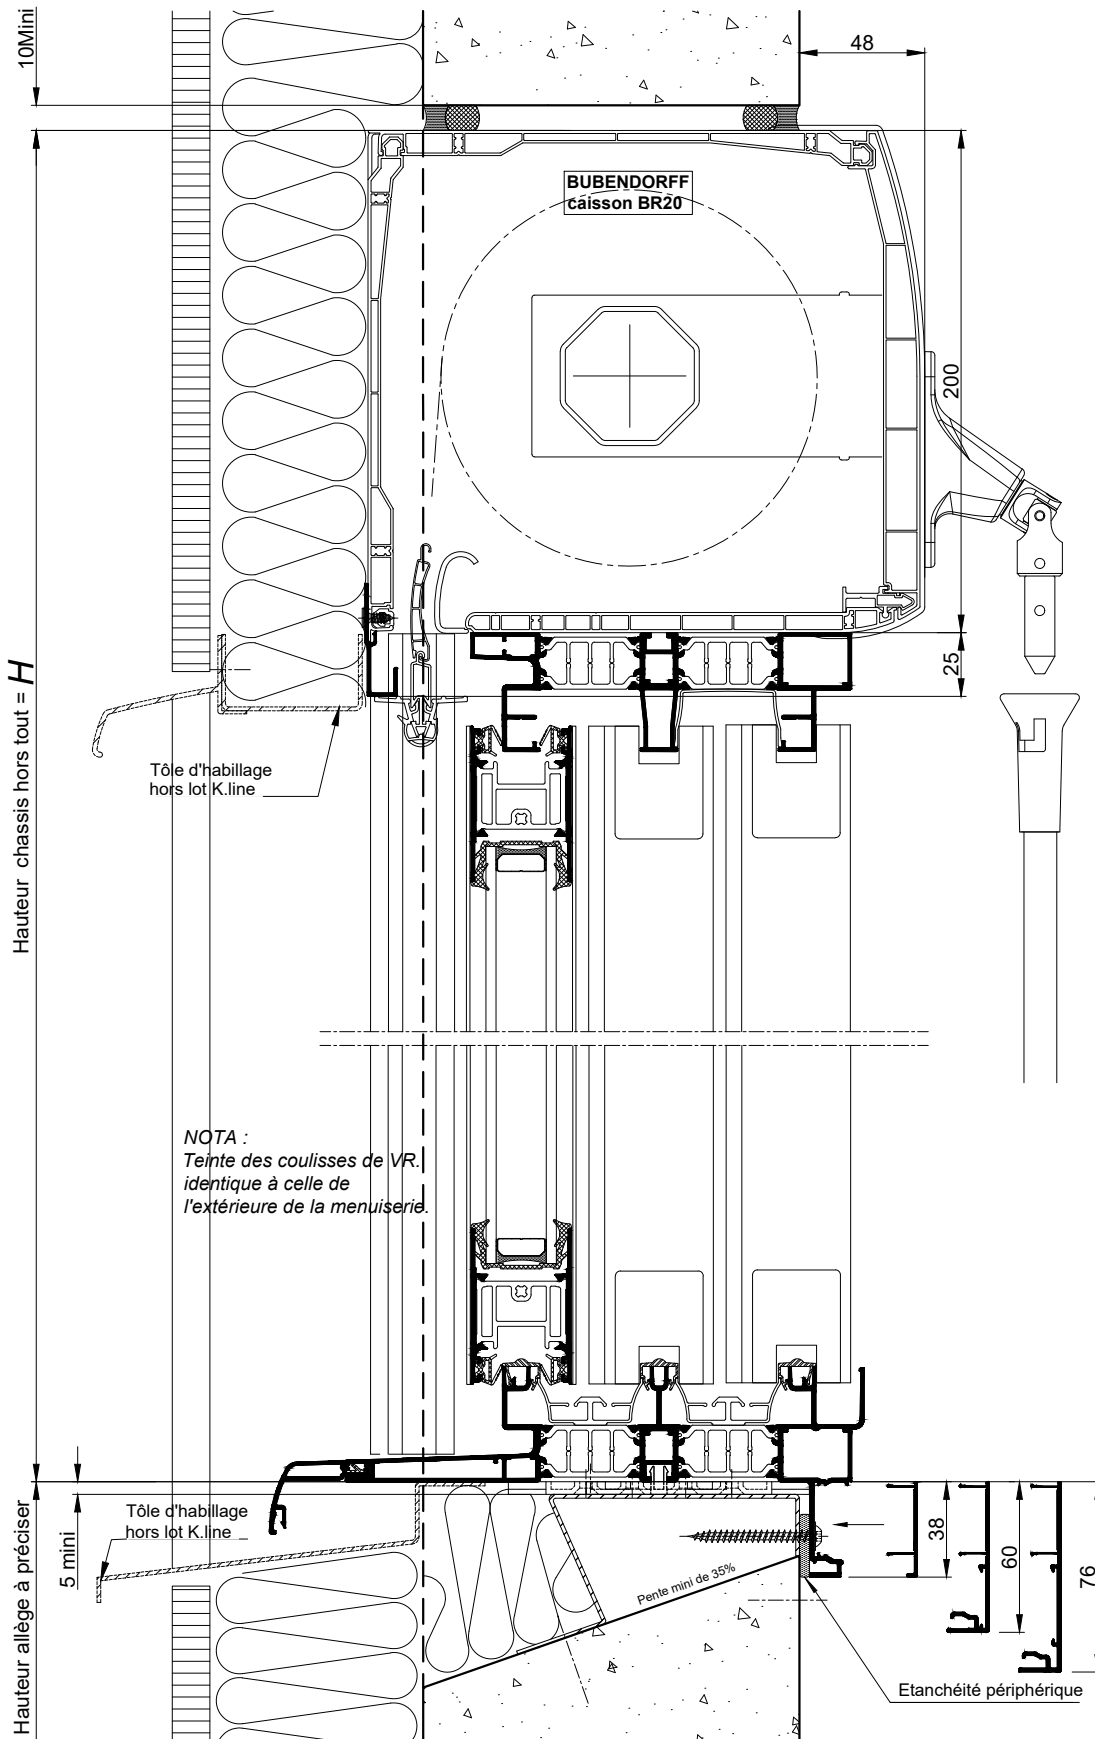 10Mini
48
BUBENDORFF
caisson BR20
200
25
Hauteur chassis hors tout = H
Tôle d'habillage
hors lot K.line
NOTA :
Teinte des coulisses de VR.
identique à celle de
l'extérieure de la menuiserie.
Hauteur allège à préciser
5 mini
Tôle d'habillage
hors lot K.line
Pente mini de 35%
38
60
76
Etanchéité périphérique